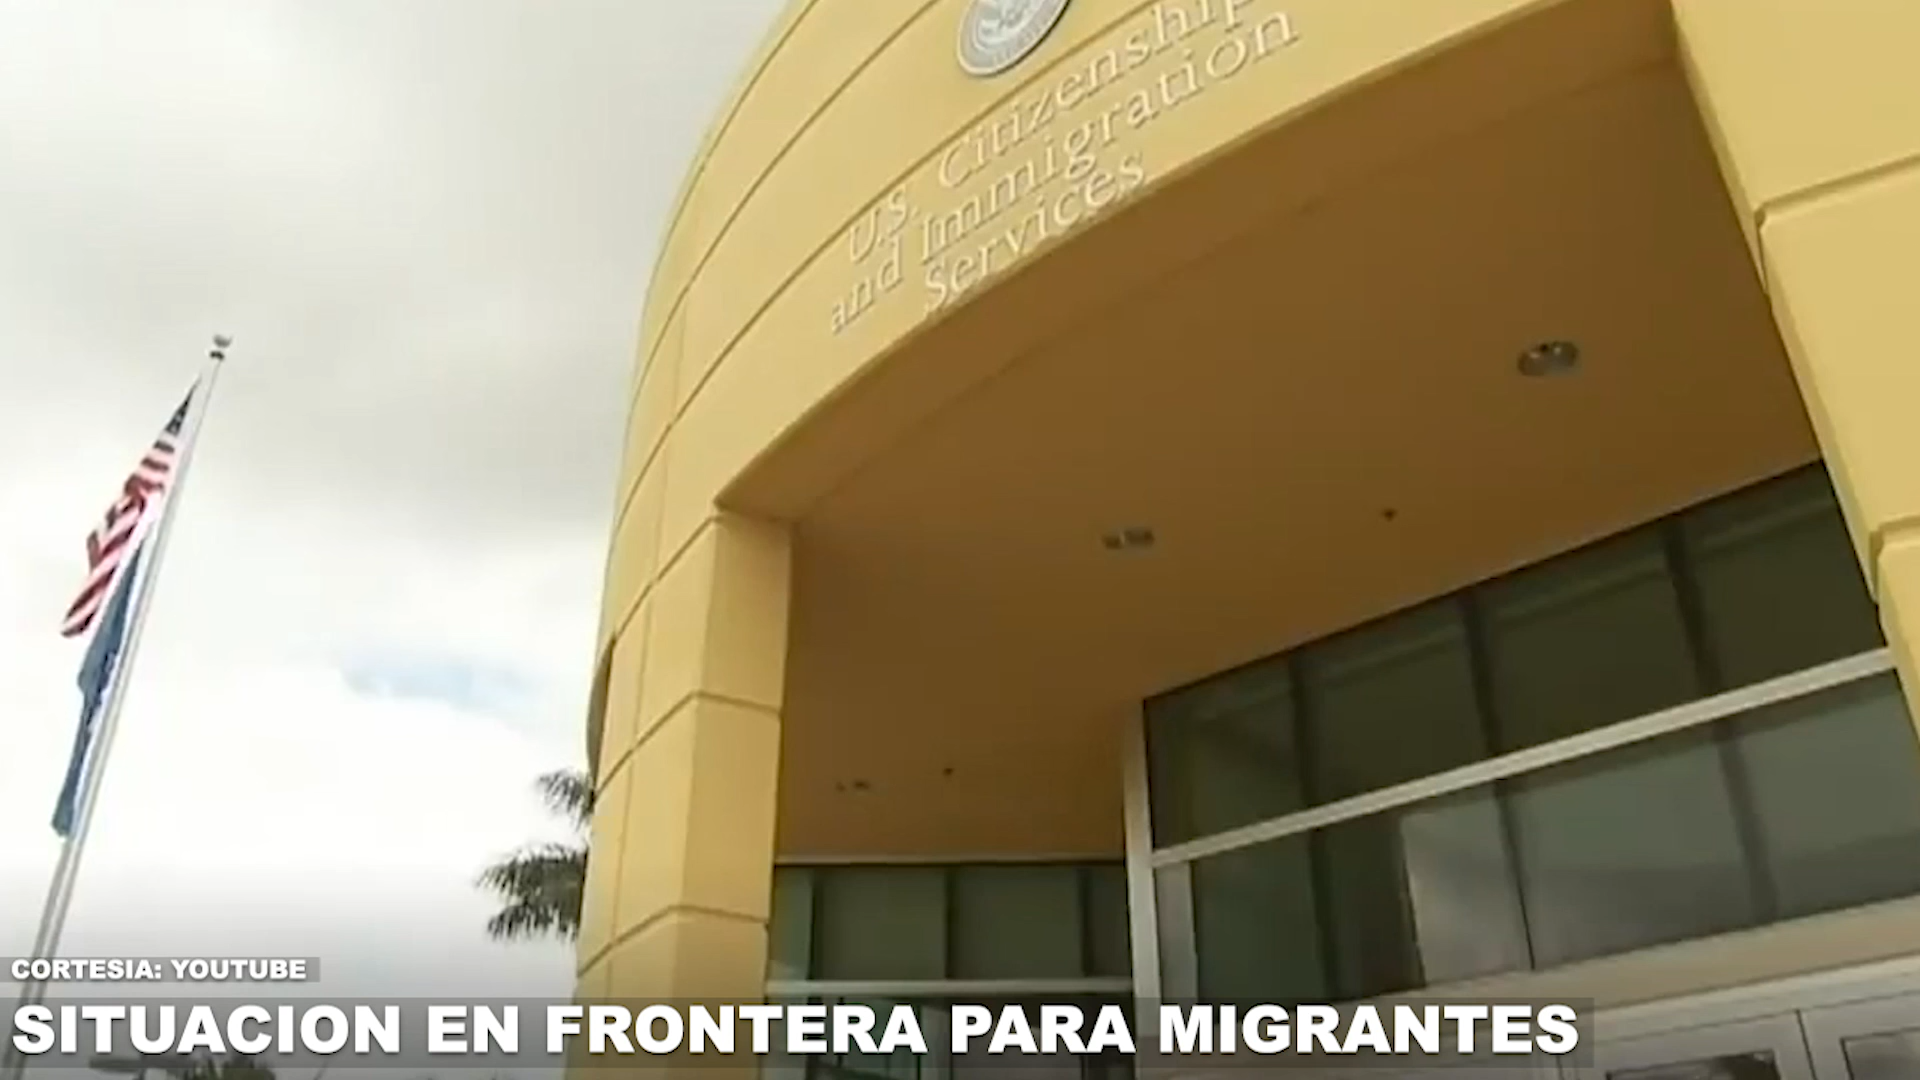 U.S. Citizenship
and Immigration
Services
CORTESIA: YOUTUBE
SITUACION EN FRONTERA PARA MIGRANTES